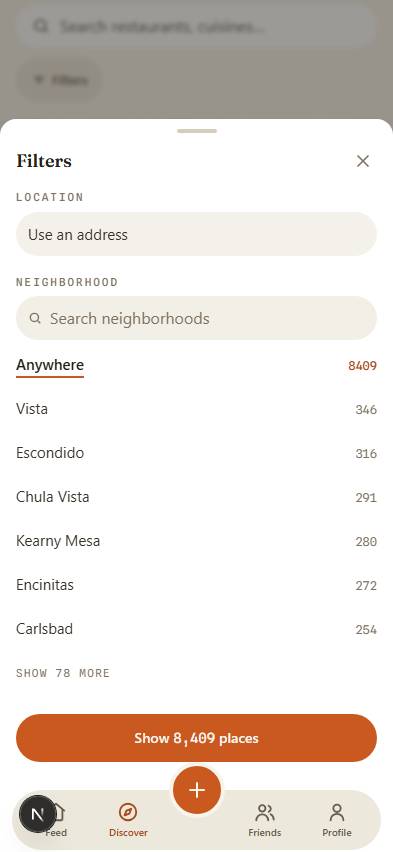 Search restaurants, cuisines...
Filters
Filters
LOCATION
Use an address
NEIGHBORHOOD
Search neighborhoods
Anywhere 8409
Vista 346
Escondido 316
Chula Vista 291
Kearny Mesa 280
Encinitas 272
Carlsbad 254
SHOW 78 MORE
Show 8,409 places
N
Feed Discover Friends Profile